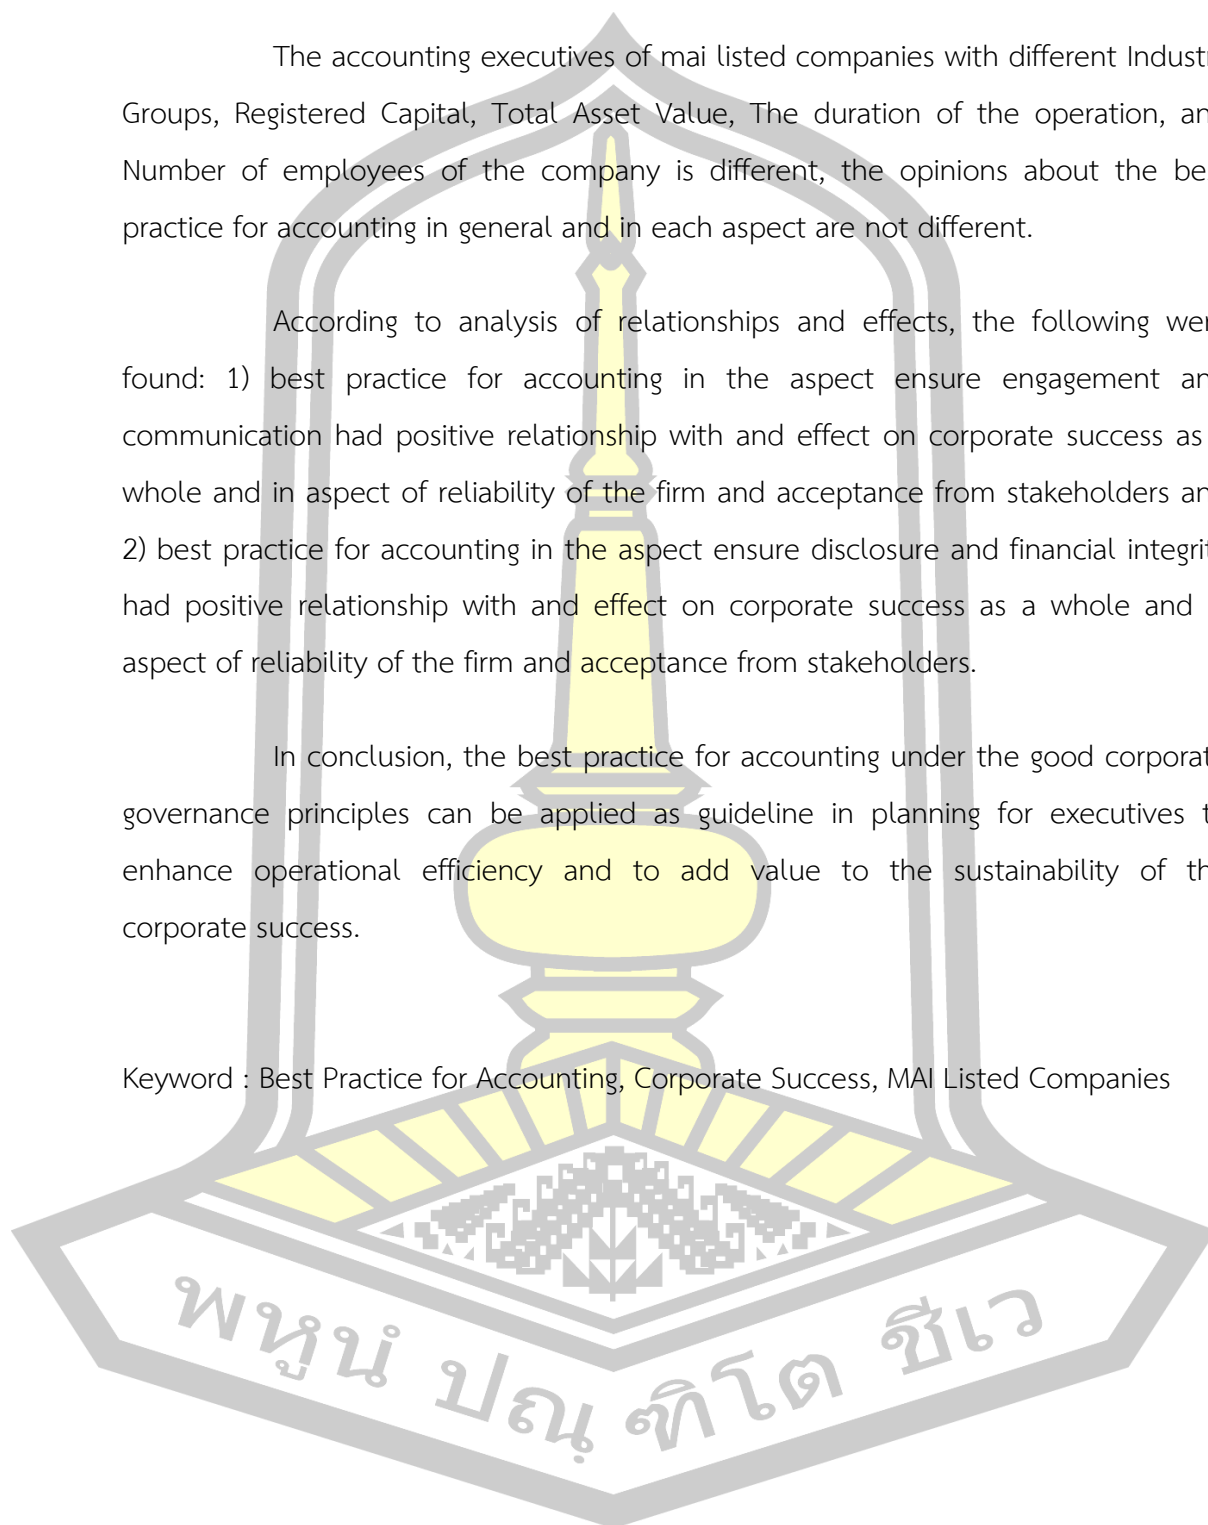 The accounting executives of mai listed companies with different Industr
Groups, Registered Capital, Total Asset Value, The duration of the operation, an
Number of employees of the company is different, the opinions about the be
practice for accounting in general and in each aspect are not different.
According to analysis of relationships and effects, the following wer
found: 1) best practice for accounting in the aspect ensure engagement an
communication had positive relationship with and effect on corporate success as
whole and in aspect of reliability of the firm and acceptance from stakeholders an
2) best practice for accounting in the aspect ensure disclosure and financial integrit
had positive relationship with and effect on corporate success as a whole and
aspect of reliability of the firm and acceptance from stakeholders.
In conclusion, the best practice for accounting under the good corporat
governance principles can be applied as guideline in planning for executives t
enhance operational efficiency and to add value to the sustainability of th
corporate success.
Keyword : Best Practice for Accounting, Corporate Success, MAI Listed Companies
พหูนํ ปณฺฑิโต ชีเว